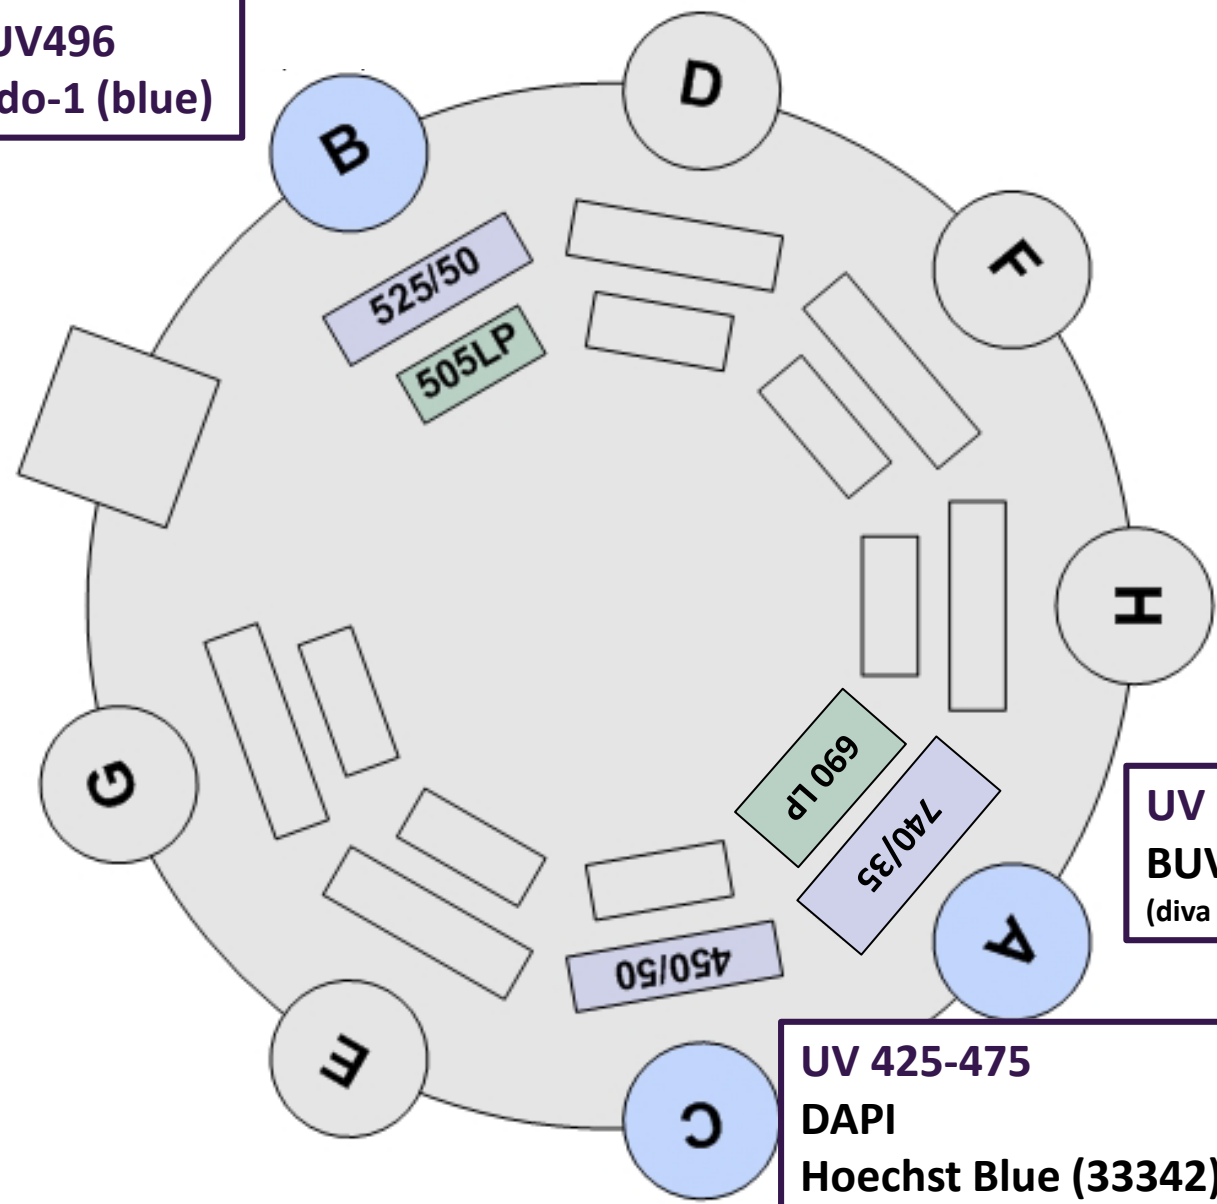 UV496
do-1 (blue)
B
D
F
525/50
505LP
H
G
690 LP
740/35
UV
BUV
(diva
A
450/50
E
C
UV 425-475
DAPI
Hoechst Blue (33342)